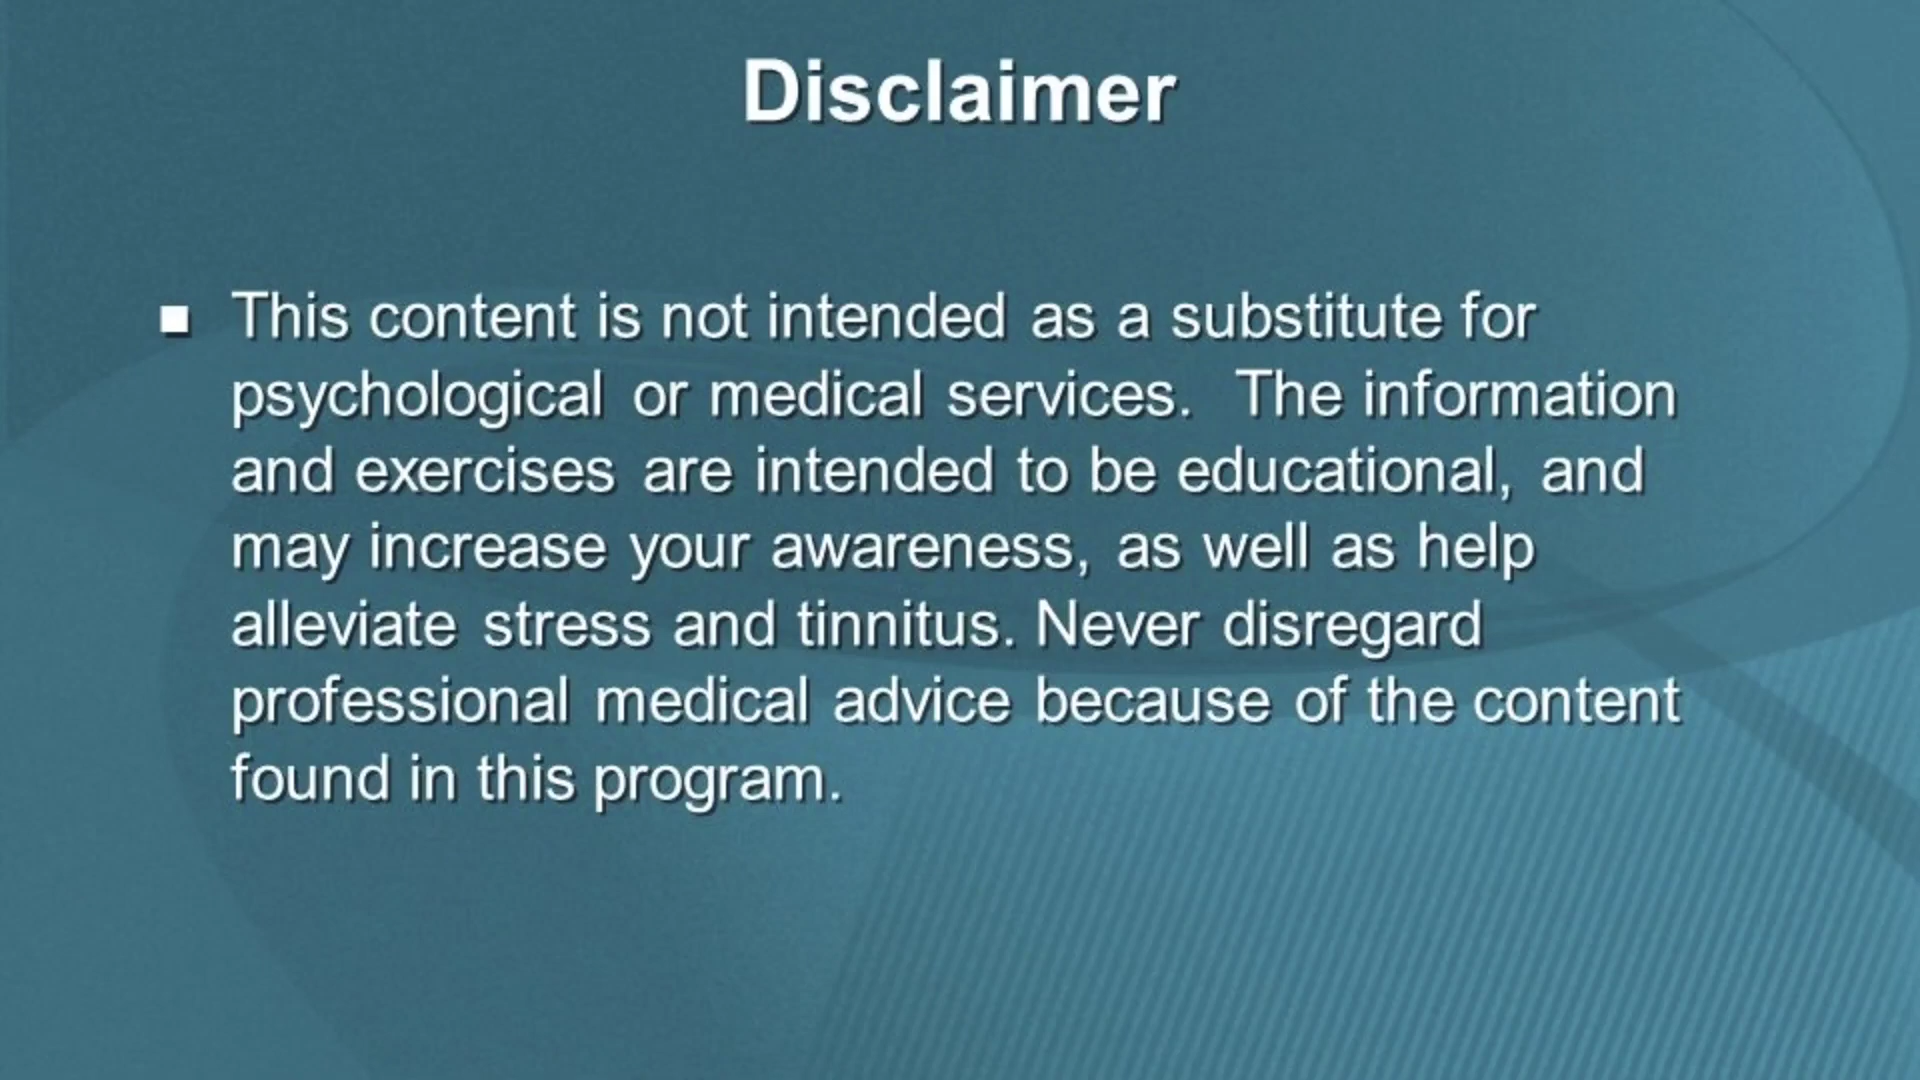 Disclaimer
This content is not intended as a substitute for
psychological or medical services.  The information
and exercises are intended to be educational, and
may increase your awareness, as well as help
alleviate stress and tinnitus. Never disregard
professional medical advice because of the content
found in this program.